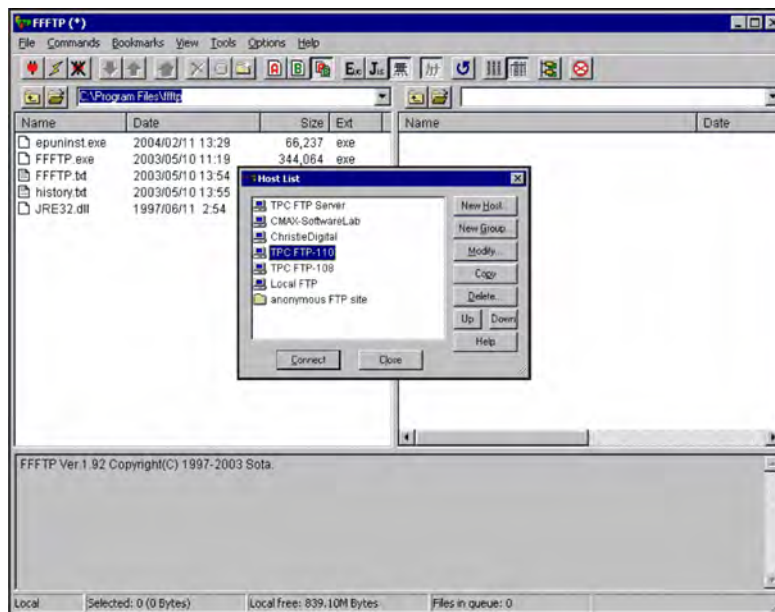 FFFTP (*)
File Commands Bookmarks View Tools Options Help
A B Euc Jis 無 カナ
C:\Program Files\ffftp
Name Date Size Ext
epuninst.exe 2004/02/11 13:29 66,237 exe
FFFTP.exe 2003/05/10 11:19 344,064 exe
FFFTP.txt 2003/05/10 13:54
history.txt 2003/05/10 13:55
JRE32.dll 1997/06/11 2:54
Name Date
Host List
TPC FTP Server
CMAX-SoftwareLab
ChristieDigital
TPC FTP-110
TPC FTP-108
Local FTP
anonymous FTP site
New Host...
New Group...
Modify...
Copy
Delete...
Up Down
Help
Connect Close
FFFTP Ver.1.92 Copyright(C) 1997-2003 Sota.
Local Selected: 0 (0 Bytes) Local free: 839.10M Bytes Files in queue: 0